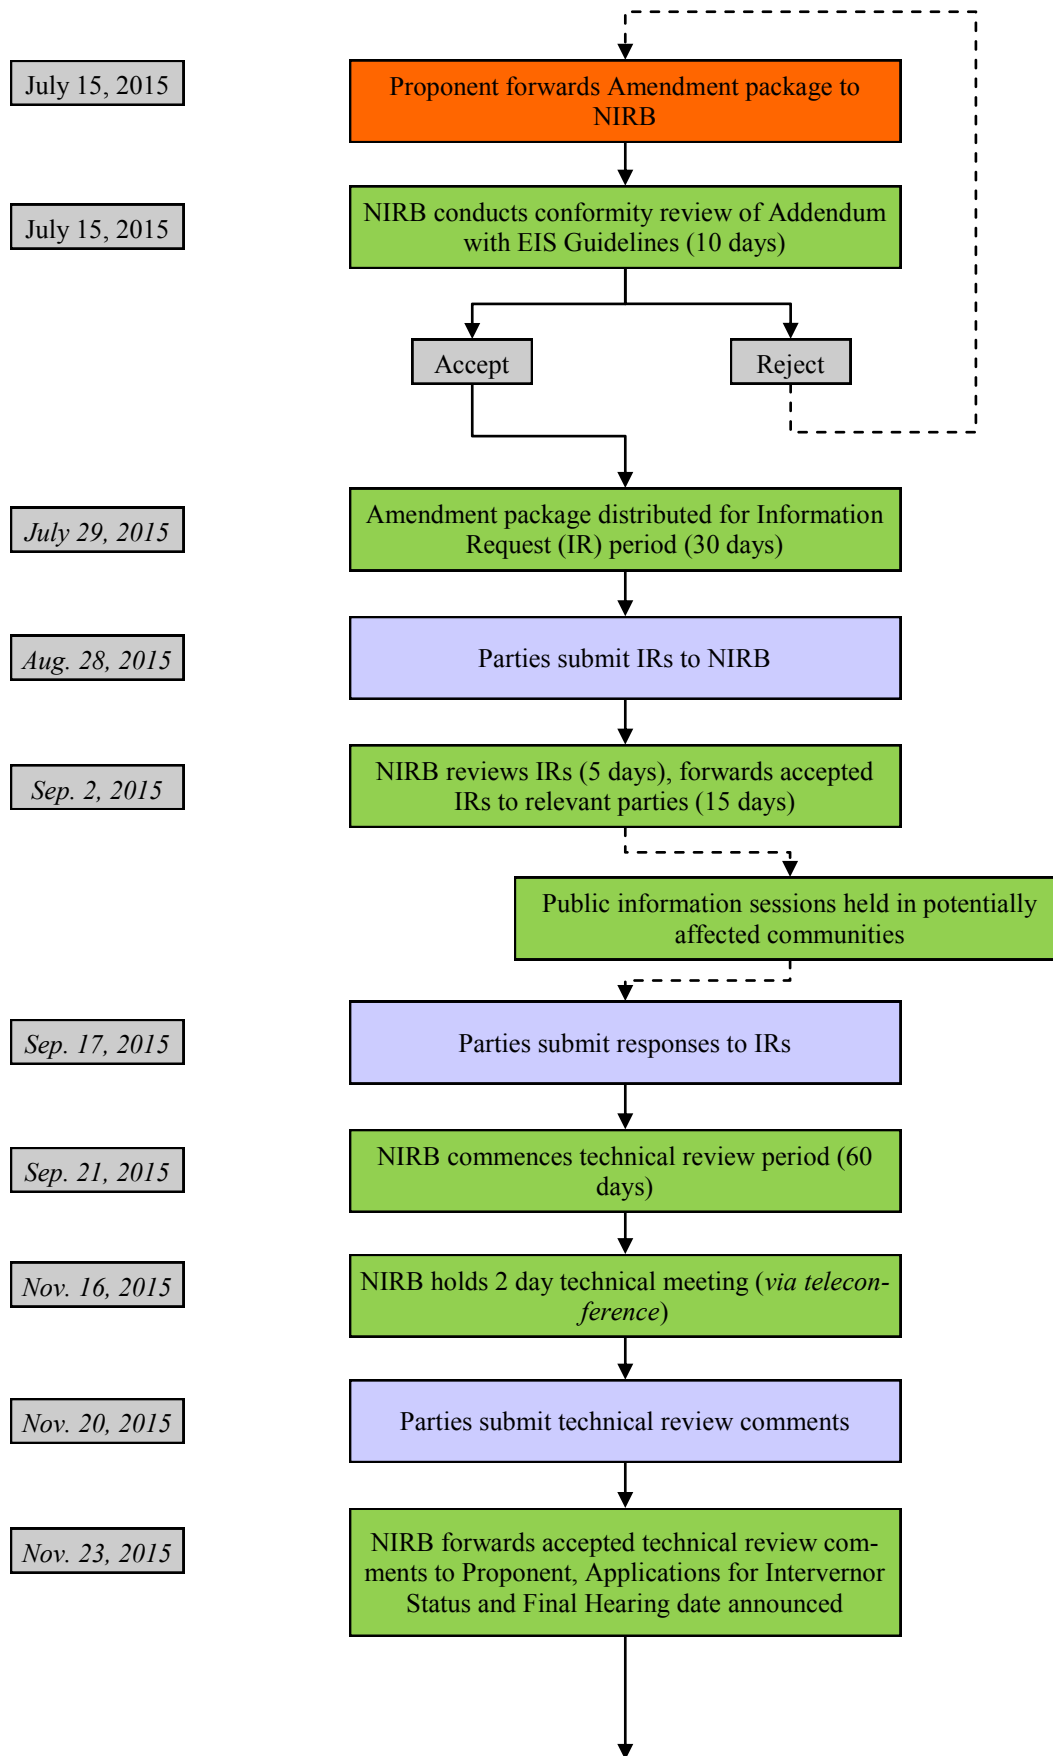 July 15, 2015
Proponent forwards Amendment package to
NIRB
July 15, 2015
NIRB conducts conformity review of Addendum
with EIS Guidelines (10 days)
Accept
Reject
July 29, 2015
Amendment package distributed for Information
Request (IR) period (30 days)
Aug. 28, 2015
Parties submit IRs to NIRB
Sep. 2, 2015
NIRB reviews IRs (5 days), forwards accepted
IRs to relevant parties (15 days)
Public information sessions held in potentially
affected communities
Sep. 17, 2015
Parties submit responses to IRs
Sep. 21, 2015
NIRB commences technical review period (60
days)
Nov. 16, 2015
NIRB holds 2 day technical meeting (via telecon-
ference)
Nov. 20, 2015
Parties submit technical review comments
Nov. 23, 2015
NIRB forwards accepted technical review com-
ments to Proponent, Applications for Intervenor
Status and Final Hearing date announced